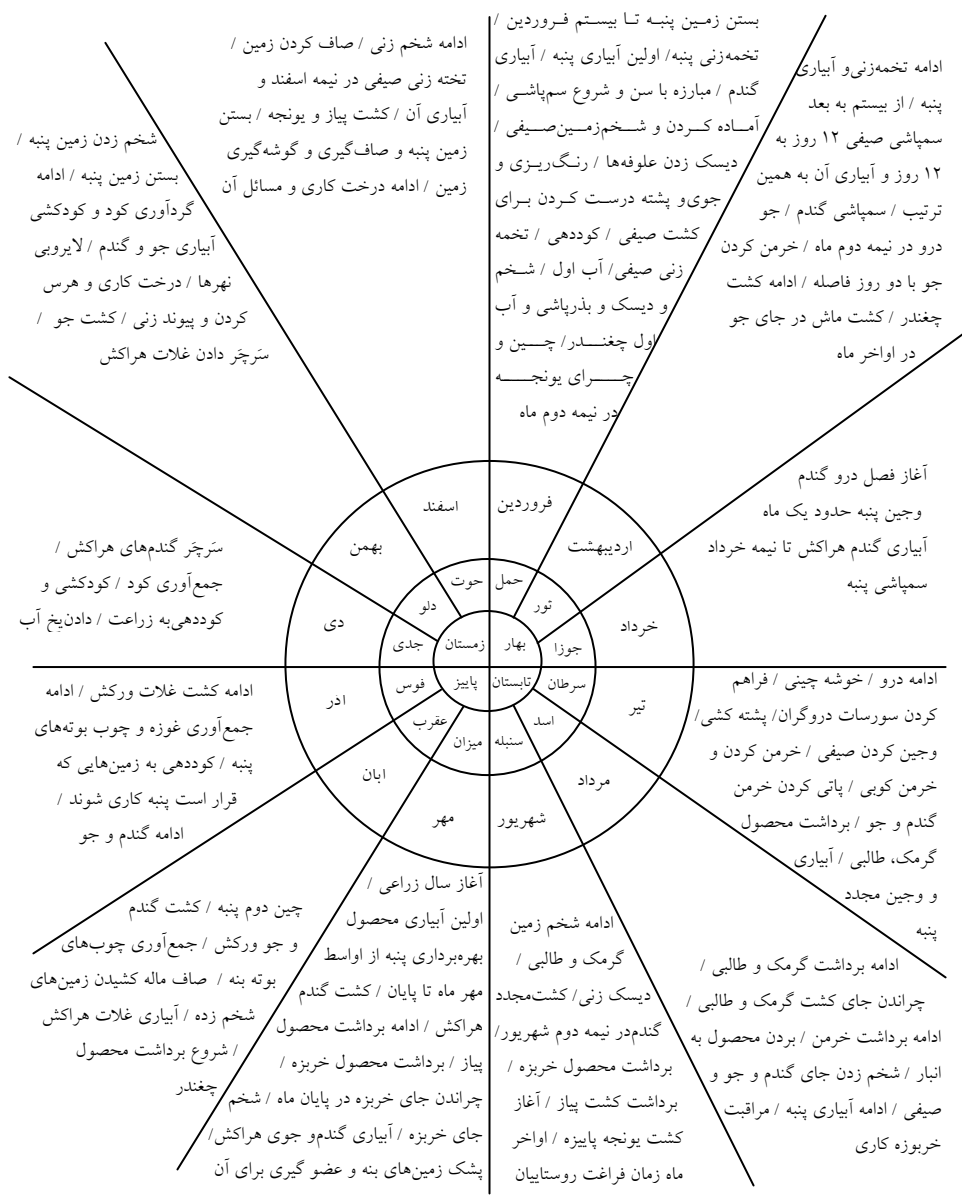 بستن زمین پنبه تا بیستم فروردین /
تخمه‌زنی پنبه/ اولین آبیاری پنبه / آبیاری
گندم / مبارزه با سن و شروع سم‌پاشی /
آماده کردن و شخم‌زمین‌صیفی /
دیسک زدن علوفه‌ها / رنگ‌ریزی و
جوی‌و پشته درست کردن برای
کشت صیفی / کوددهی / تخمه
زنی صیفی/ آب اول / شخم
و دیسک و بذرپاشی و آب
اول چغندر/ چین و
چرای یونجه
در نیمه دوم ماه
ادامه تخمه‌زنی‌و آبیاری
پنبه / از بیستم به بعد
سمپاشی صیفی ۱۲ روز به
۱۲ روز و آبیاری آن به همین
ترتیب / سمپاشی گندم / جو
درو در نیمه دوم ماه / خرمن کردن
جو با دو روز فاصله / ادامه کشت
چغندر / کشت ماش در جای جو
در اواخر ماه
آغاز فصل درو گندم
وجین پنبه حدود یک ماه
آبیاری گندم هراکش تا نیمه خرداد
سمپاشی پنبه
ادامه درو / خوشه چینی / فراهم
کردن سورسات دروگران/ پشته کشی/
وجین کردن صیفی / خرمن کردن و
خرمن کوبی / پاتی کردن خرمن
گندم و جو / برداشت محصول
گرمک، طالبی / آبیاری
و وجین مجدد
پنبه
ادامه برداشت گرمک و طالبی /
چراندن جای کشت گرمک و طالبی /
ادامه برداشت خرمن / بردن محصول به
انبار / شخم زدن جای گندم و جو و
صیفی / ادامه آبیاری پنبه / مراقبت
خربوزه کاری
ادامه شخم زمین
گرمک و طالبی /
دیسک زنی/ کشت‌مجدد
گندم‌در نیمه دوم شهریور/
برداشت محصول خربزه /
برداشت کشت پیاز / آغاز
کشت یونجه پاییزه / اواخر
ماه زمان فراغت روستاییان
آغاز سال زراعی /
اولین آبیاری محصول
بهره‌برداری پنبه از اواسط
مهر ماه تا پایان / کشت گندم
هراکش / ادامه برداشت محصول
پیاز / برداشت محصول خربزه /
چراندن جای خربزه در پایان ماه / شخم
جای خربزه / آبیاری گندم‌و جوی هراکش/
پشک زمین‌های بنه و عضو گیری برای آن
چین دوم پنبه / کشت گندم
و جو ورکش / جمع‌آوری چوب‌های
بوته بنه / صاف ماله کشیدن زمین‌های
شخم زده / آبیاری غلات هراکش
/ شروع برداشت محصول
چغندر
ادامه کشت غلات ورکش / ادامه
جمع‌آوری غوزه و چوب بوته‌های
پنبه / کوددهی به زمین‌هایی که
قرار است پنبه کاری شوند /
ادامه گندم و جو
سَرچَر گندم‌های هراکش /
جمع‌آوری کود / کودکشی و
کوددهی‌به زراعت / دادن‌یخ آب
شخم زدن زمین پنبه /
بستن زمین پنبه / ادامه
گردآوری کود و کودکشی
آبیاری جو و گندم / لایروبی
نهرها / درخت کاری و هرس
کردن و پیوند زنی / کشت جو /
سَرچَر دادن غلات هراکش
ادامه شخم زنی / صاف کردن زمین /
تخته زنی صیفی در نیمه اسفند و
آبیاری آن / کشت پیاز و یونجه / بستن
زمین پنبه و صاف‌گیری و گوشه‌گیری
زمین / ادامه درخت کاری و مسائل آن
فروردین
اردیبهشت
خرداد
تیر
مرداد
شهریور
مهر
ابان
اذر
دی
بهمن
اسفند
حمل
ثور
جوزا
سرطان
اسد
سنبله
میزان
عقرب
قوس
جدی
دلو
حوت
بهار
تابستان
پاییز
زمستان